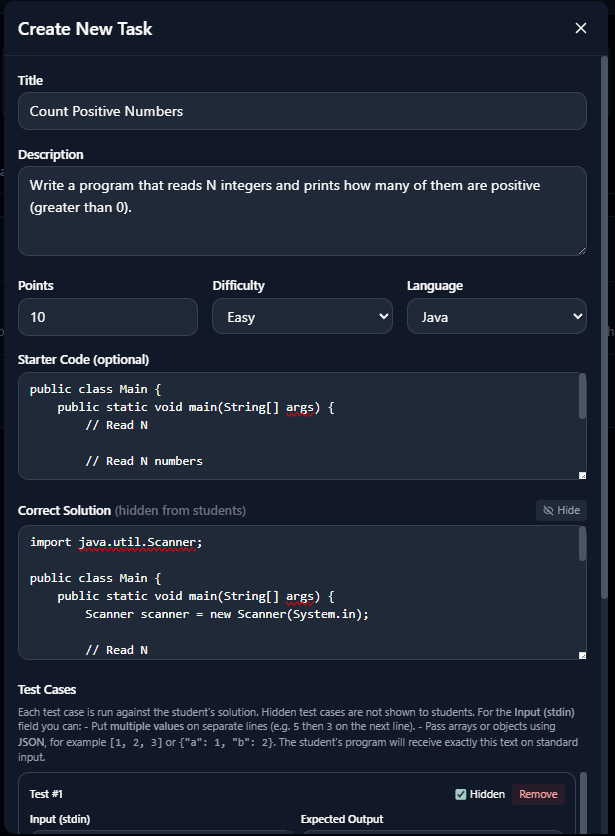 Create New Task
Title
Count Positive Numbers
Description
Write a program that reads N integers and prints how many of them are positive
(greater than 0).
Points
Difficulty
Language
10
Easy
Java
Starter Code (optional)
public class Main {
    public static void main(String[] args) {
        // Read N
        // Read N numbers
Correct Solution (hidden from students)
Hide
import java.util.Scanner;
public class Main {
    public static void main(String[] args) {
        Scanner scanner = new Scanner(System.in);
        // Read N
Test Cases
Each test case is run against the student's solution. Hidden test cases are not shown to students. For the Input (stdin)
field you can: - Put multiple values on separate lines (e.g. 5 then 3 on the next line). - Pass arrays or objects using
JSON, for example [1, 2, 3] or {"a": 1, "b": 2}. The student's program will receive exactly this text on standard
input.
Test #1
Hidden
Remove
Input (stdin)
Expected Output